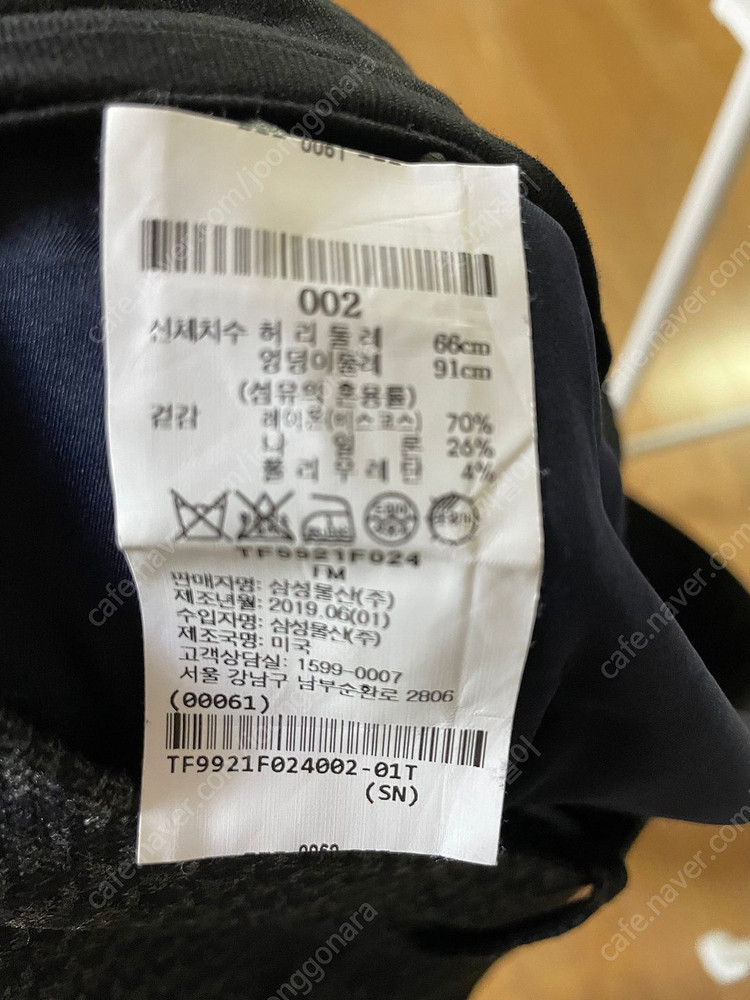 0061
002
신체치수 허 리 둘 레 66cm
엉덩이둘레 91cm
(섬유의 혼용률)
겉감 레이온(비스코스) 70%
나 일 론 26%
폴 리 우 레 탄 4%
TF9921F024
판매자명: 삼성물산(주)
제조년월: 2019.06(01)
수입자명: 삼성물산(주)
제조국명: 미국
고객상담실: 1599-0007
서울 강남구 남부순환로 2806
(00061)
TF9921F024002-01T
(SN)
cafe.naver.com/joonggonara